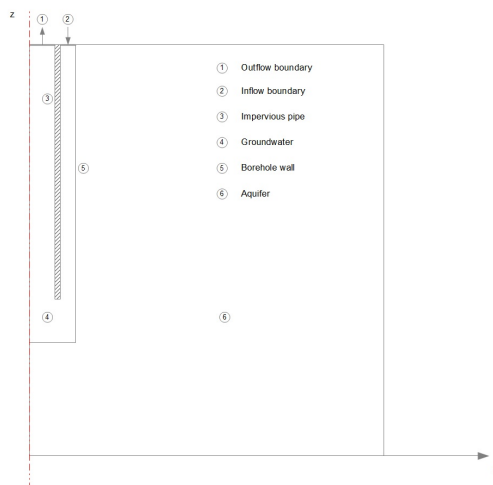 z
① ②
① Outflow boundary
② Inflow boundary
③ ③ Impervious pipe
④ Groundwater
⑤ ⑤ Borehole wall
⑥ Aquifer
④ ⑥